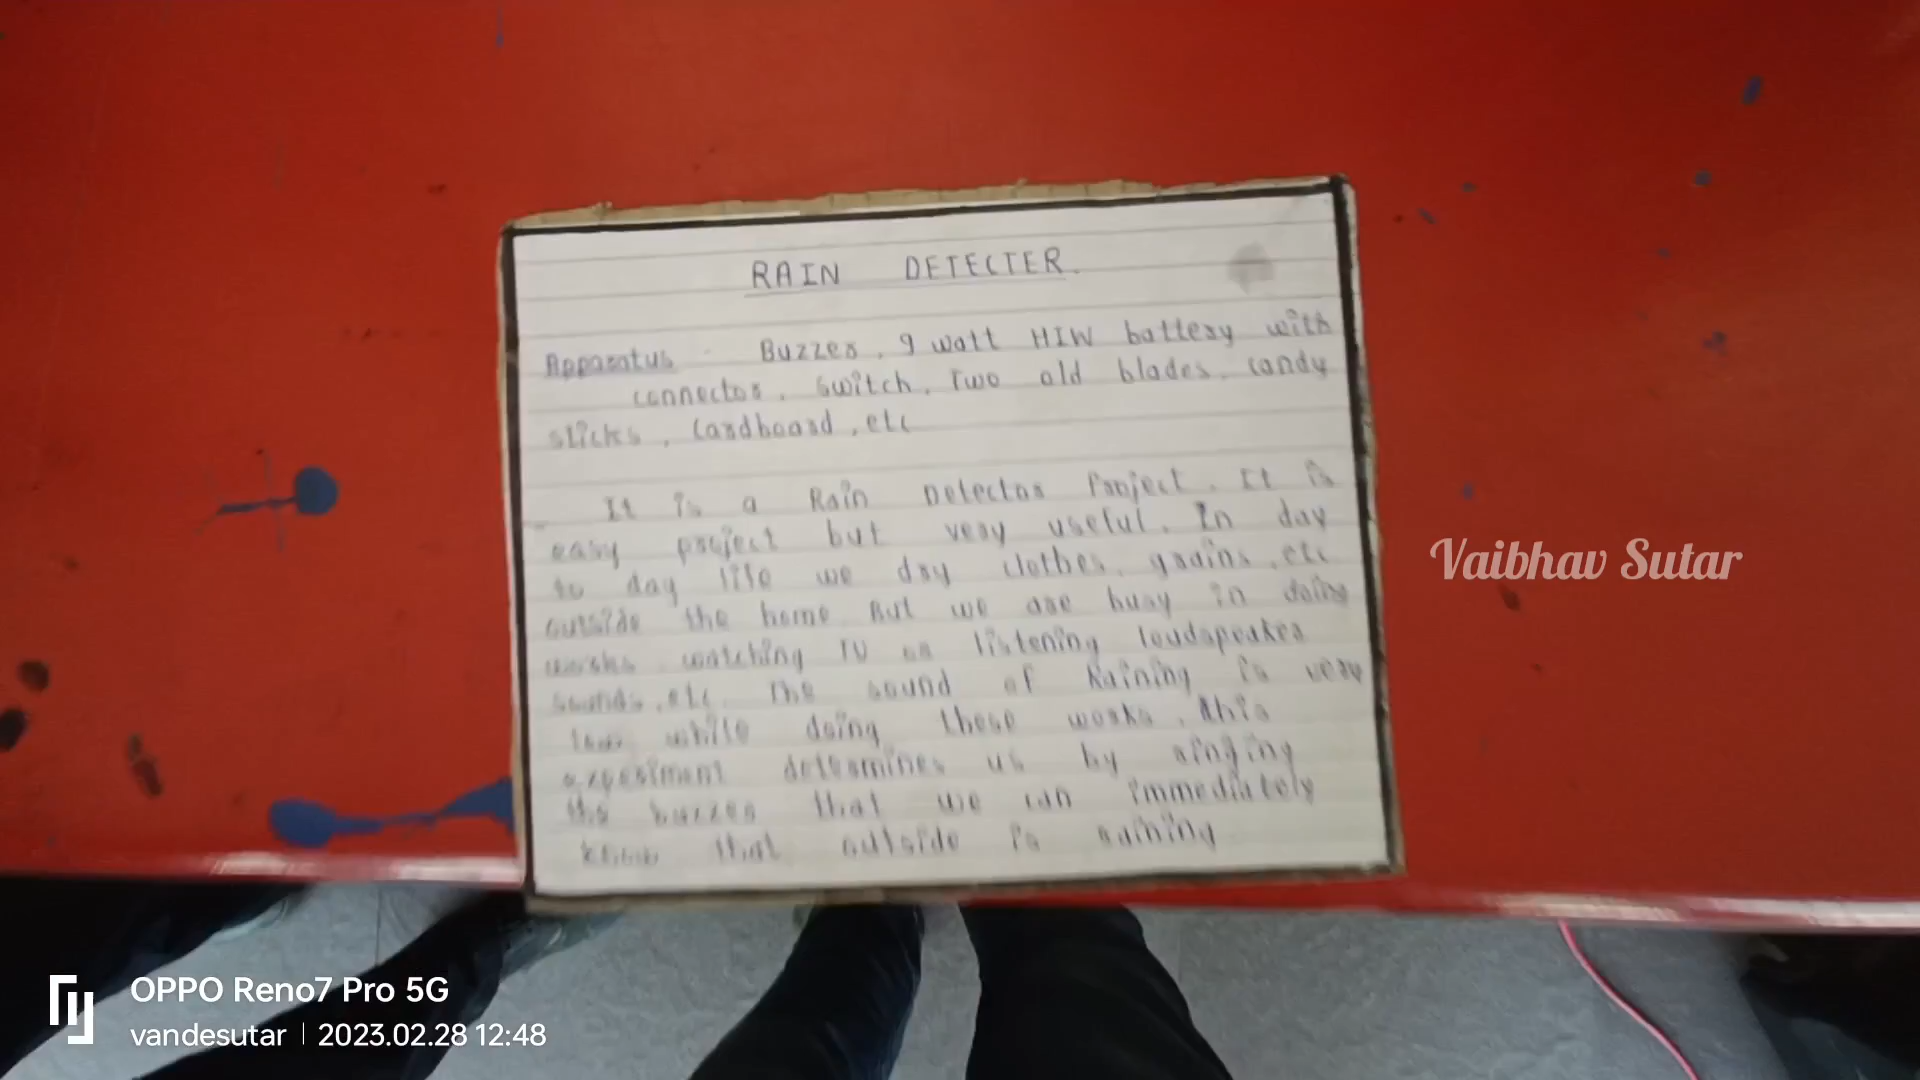 RAIN DETECTER.
Apparatus - Buzzer, 9 watt HIW battery with
connector, switch, Two old blades, candy
sticks, Cardboard, etc
It is a Rain Detector Project. It is
easy project but very useful. In day
to day life we dry clothes, grains, etc
outside the home But we are busy in doing
works watching TV or listening loudspeaker
sounds, etc. The sound of Raining is very
low while doing these works. This
experiment determines us by ringing
the buzzer that we can immediately
know that outside is raining
Vaibhav Sutar
OPPO Reno7 Pro 5G
vandesutar | 2023.02.28 12:48